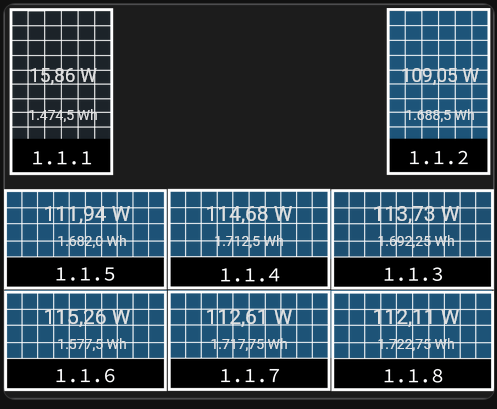 15,86 W
1.474,5 Wh
1.1.1
109,05 W
1.688,5 Wh
1.1.2
111,94 W
1.682,0 Wh
1.1.5
114,68 W
1.712,5 Wh
1.1.4
113,73 W
1.692,25 Wh
1.1.3
115,26 W
1.577,5 Wh
1.1.6
112,61 W
1.717,75 Wh
1.1.7
112,11 W
1.722,75 Wh
1.1.8